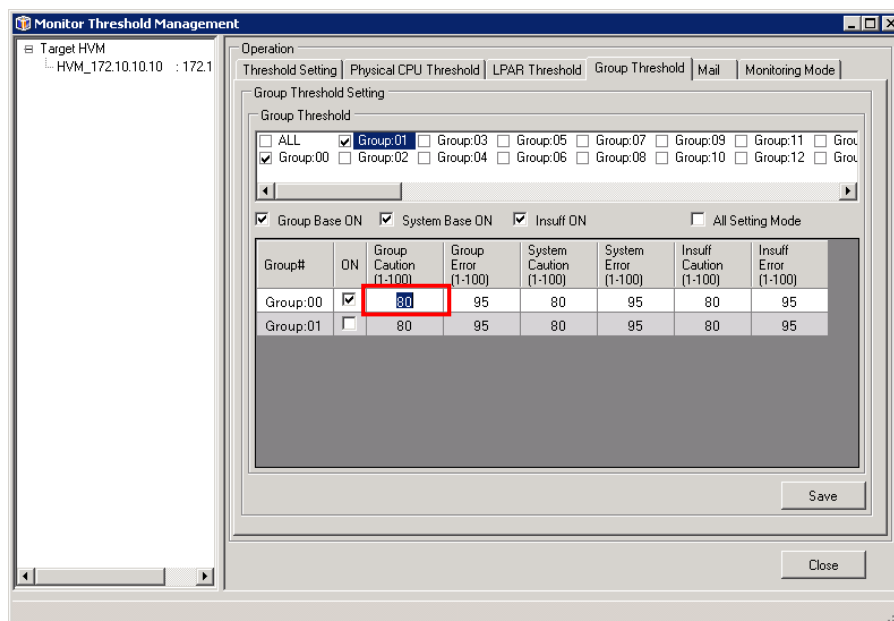 Monitor Threshold Management
Target HVM
HVM_172.10.10.10 : 172.1
Operation
Threshold Setting Physical CPU Threshold LPAR Threshold Group Threshold Mail Monitoring Mode
Group Threshold Setting
Group Threshold
ALL Group:01 Group:03 Group:05 Group:07 Group:09 Group:11 Grou
Group:00 Group:02 Group:04 Group:06 Group:08 Group:10 Group:12 Grou
Group Base ON System Base ON Insuff ON All Setting Mode
Group# ON Group Caution (1-100) Group Error (1-100) System Caution (1-100) System Error (1-100) Insuff Caution (1-100) Insuff Error (1-100)
Group:00 80 95 80 95 80 95
Group:01 80 95 80 95 80 95
Save
Close